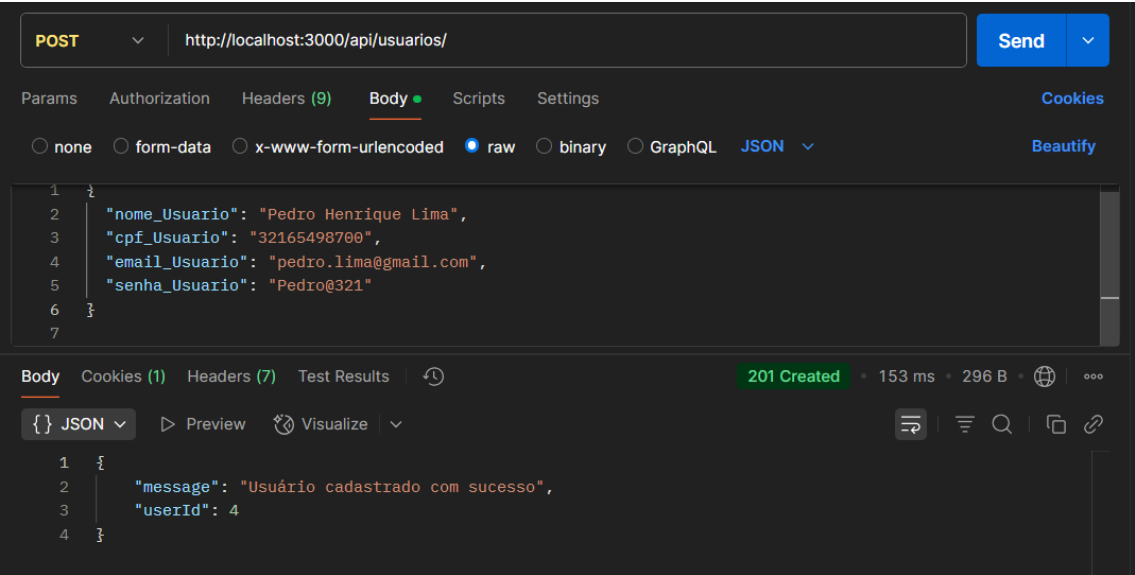 POST http://localhost:3000/api/usuarios/ Send
Params Authorization Headers (9) Body Scripts Settings Cookies
none form-data x-www-form-urlencoded raw binary GraphQL JSON Beautify
1 {
2 "nome_Usuario": "Pedro Henrique Lima",
3 "cpf_Usuario": "32165498700",
4 "email_Usuario": "pedro.lima@gmail.com",
5 "senha_Usuario": "Pedro@321"
6 }
7
Body Cookies (1) Headers (7) Test Results 201 Created • 153 ms • 296 B •
{} JSON Preview Visualize
1 {
2 "message": "Usuário cadastrado com sucesso",
3 "userId": 4
4 }